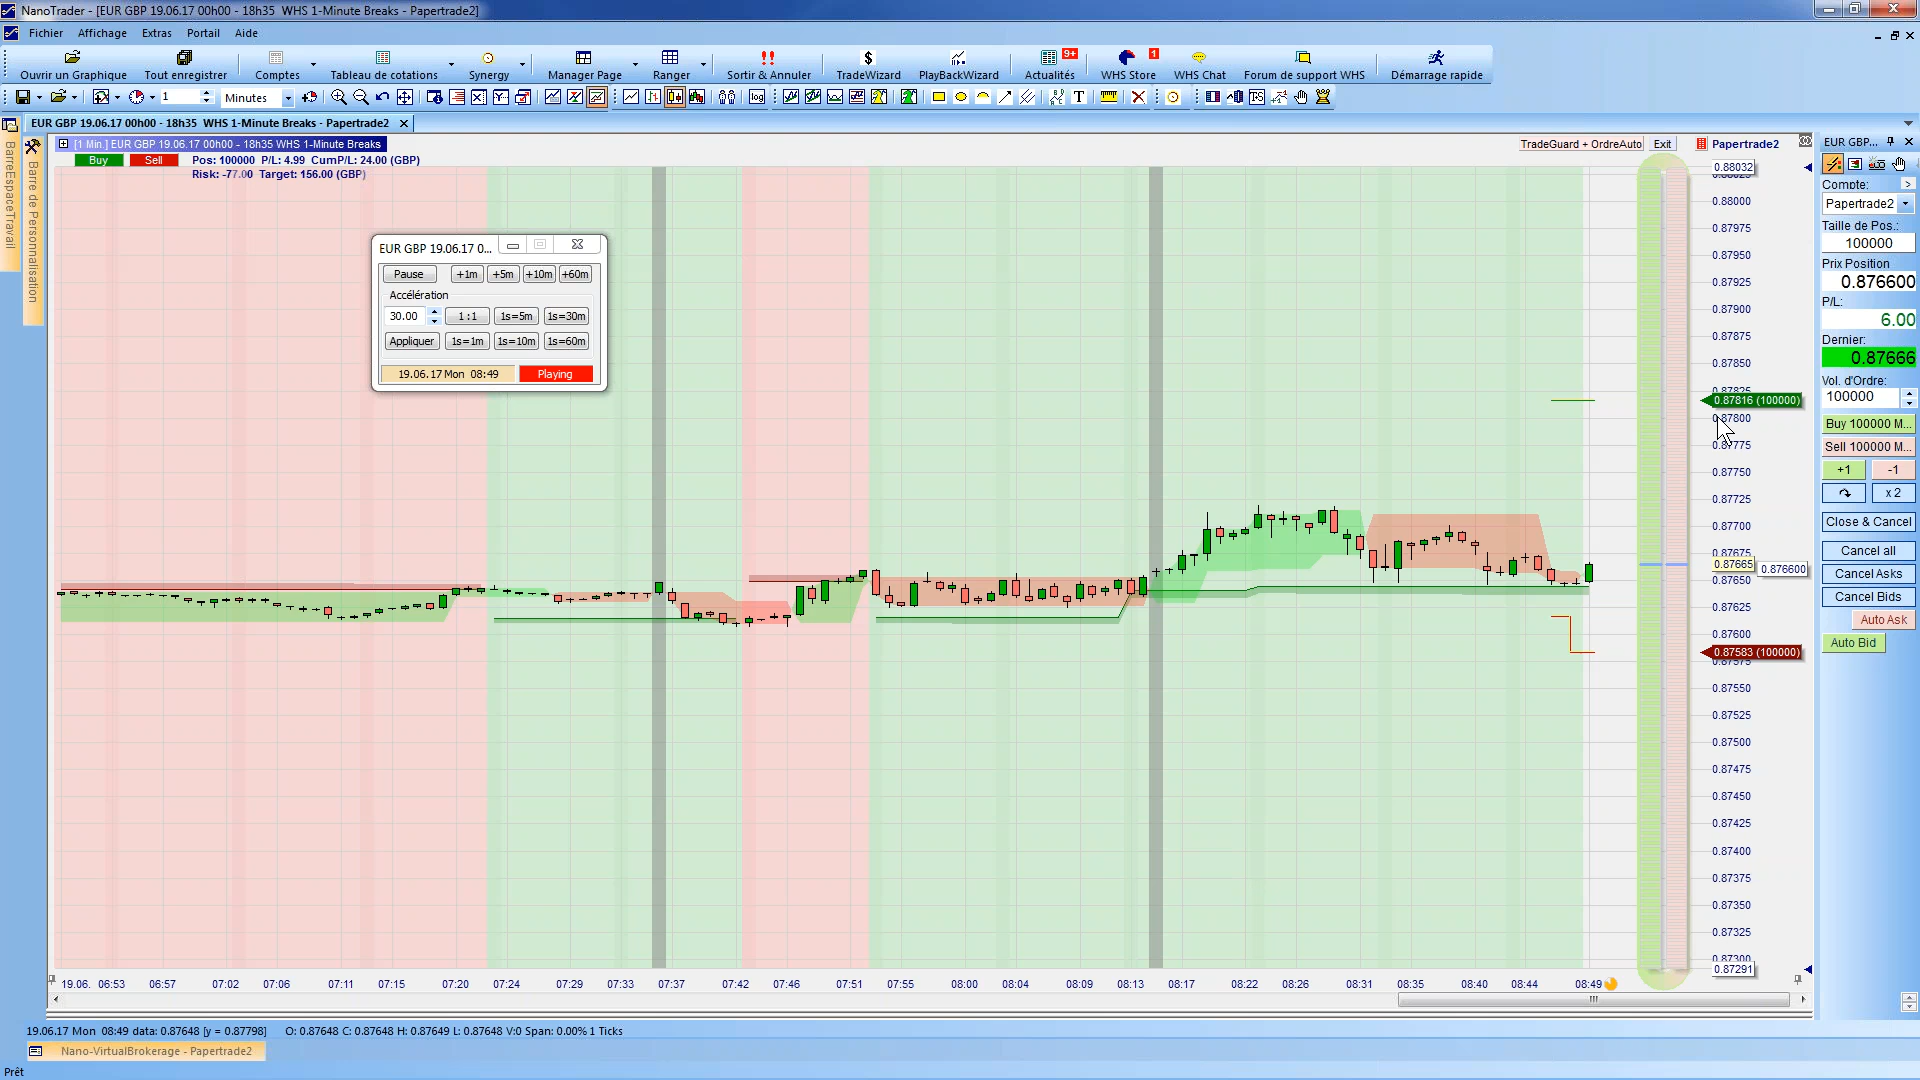 NanoTrader - [EUR GBP 19.06.17 00h00 - 18h35  WHS 1-Minute Breaks - Papertrade2]
Fichier Affichage Extras Portail Aide
Ouvrir un Graphique Tout enregistrer Comptes Tableau de cotations Synergy Manager Page Ranger Sortir & Annuler TradeWizard PlayBackWizard Actualités 9+ WHS Store 1 WHS Chat Forum de support WHS Démarrage rapide
1 Minutes log T
EUR GBP 19.06.17 00h00 - 18h35  WHS 1-Minute Breaks - Papertrade2
BarreEspaceTravail
Barre de Personnalisation
[1 Min.] EUR GBP 19.06.17 00h00 - 18h35 WHS 1-Minute Breaks
TradeGuard + OrdreAuto Exit Papertrade2
Buy Sell Pos: 100000  P/L: 4.99  CumP/L: 24.00 (GBP)
Risk: -77.00  Target: 156.00 (GBP)
EUR GBP 19.06.17 0...
Pause +1m +5m +10m +60m
Accélération
30.00 1 : 1 1s=5m 1s=30m
Appliquer 1s=1m 1s=10m 1s=60m
19.06.17 Mon  08:49 Playing
0.88032
0.88000
0.87975
0.87950
0.87925
0.87900
0.87875
0.87850
0.87825
0.87816 (100000)
0.87800
0.87775
0.87750
0.87725
0.87700
0.87675
0.87665
0.876600
0.87650
0.87625
0.87600
0.87583 (100000)
0.87575
0.87550
0.87525
0.87500
0.87475
0.87450
0.87425
0.87400
0.87375
0.87350
0.87325
0.87300
0.87291
19.06. 06:53 06:57 07:02 07:06 07:11 07:15 07:20 07:24 07:29 07:33 07:37 07:42 07:46 07:51 07:55 08:00 08:04 08:09 08:13 08:17 08:22 08:26 08:31 08:35 08:40 08:44 08:49
EUR GBP...
Compte:
Papertrade2
Taille de Pos.:
100000
Prix Position
0.876600
P/L:
6.00
Dernier:
0.87666
Vol. d'Ordre:
100000
Buy 100000 M...
Sell 100000 M...
+1 -1
x 2
Close & Cancel
Cancel all
Cancel Asks
Cancel Bids
Auto Ask
Auto Bid
19.06.17 Mon  08:49 data: 0.87648 [y = 0.87798] O: 0.87648 C: 0.87648 H: 0.87649 L: 0.87648 V:0 Span: 0.00% 1 Ticks
Nano-VirtualBrokerage - Papertrade2
Prêt